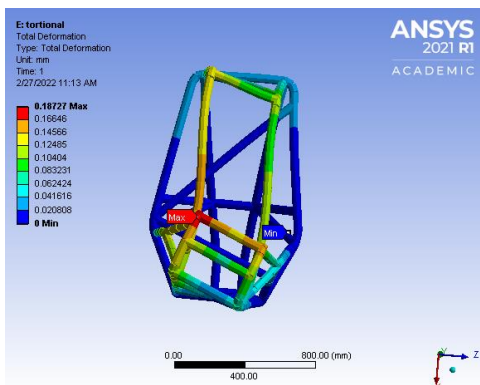 E: tortional
Total Deformation
Type: Total Deformation
Unit: mm
Time: 1
2/27/2022 11:13 AM
0.18727 Max
0.16646
0.14566
0.12485
0.10404
0.083231
0.062424
0.041616
0.020808
0 Min
ANSYS
2021 R1
ACADEMIC
Max
Min
0.00
800.00 (mm)
400.00
Y
Z